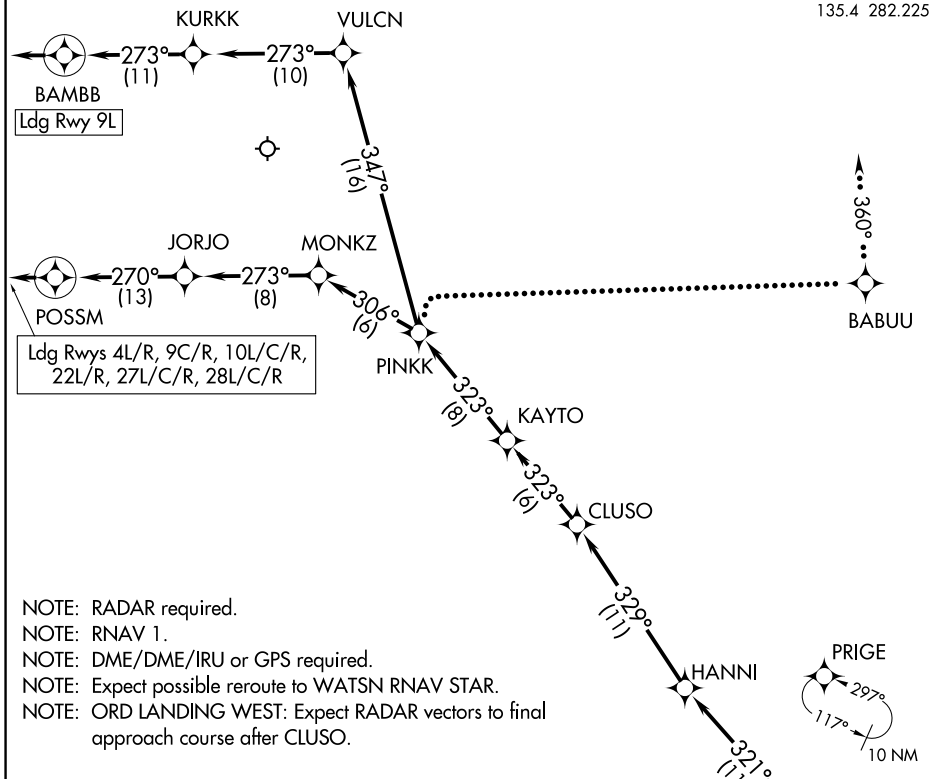 135.4 282.225
KURKK
VULCN
273°
(11)
273°
(10)
BAMBB
Ldg Rwy 9L
347°
(16)
360°
JORJO
MONKZ
270°
(13)
273°
(8)
306°
(6)
POSSM
BABUU
Ldg Rwys 4L/R, 9C/R, 10L/C/R,
22L/R, 27L/C/R, 28L/C/R
PINKK
323°
(8)
KAYTO
323°
(6)
CLUSO
329°
(11)
NOTE: RADAR required.
NOTE: RNAV 1.
NOTE: DME/DME/IRU or GPS required.
NOTE: Expect possible reroute to WATSN RNAV STAR.
NOTE: ORD LANDING WEST: Expect RADAR vectors to final
approach course after CLUSO.
HANNI
PRIGE
297°
117°
10 NM
321°